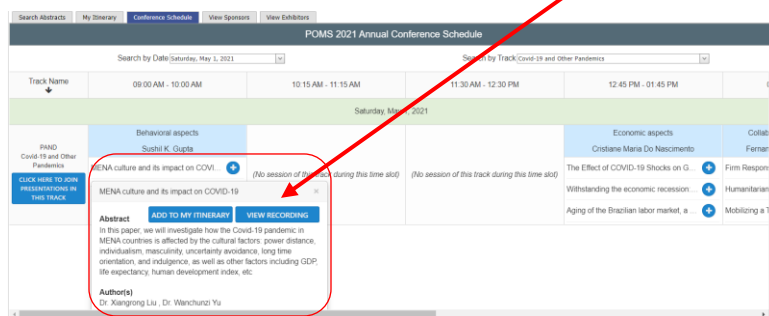 Search Abstracts My Itinerary Conference Schedule View Sponsors View Exhibitors
POMS 2021 Annual Conference Schedule
Search by Date Saturday, May 1, 2021 Search by Track Covid-19 and Other Pandemics
Track Name 09:00 AM - 10:00 AM 10:15 AM - 11:15 AM 11:30 AM - 12:30 PM 12:45 PM - 01:45 PM
Saturday, May 1, 2021
PAND
Covid-19 and Other
Pandemics
CLICK HERE TO JOIN
PRESENTATIONS IN
THIS TRACK
Behavioral aspects
Sushil K. Gupta
MENA culture and its impact on COVI...
(No session of this track during this time slot)
(No session of this track during this time slot)
Economic aspects
Cristiane Maria Do Nascimento
The Effect of COVID-19 Shocks on G...
Withstanding the economic recession ...
Aging of the Brazilian labor market, a ...
Collab
Fernan
Firm Respons
Humanitarian
Mobilizing a T
MENA culture and its impact on COVID-19 ×
ADD TO MY ITINERARY VIEW RECORDING
Abstract
In this paper, we will investigate how the Covid-19 pandemic in
MENA countries is affected by the cultural factors: power distance,
individualism, masculinity, uncertainty avoidance, long time
orientation, and indulgence, as well as other factors including GDP,
life expectancy, human development index, etc
Author(s)
Dr. Xiangrong Liu , Dr. Wanchunzi Yu